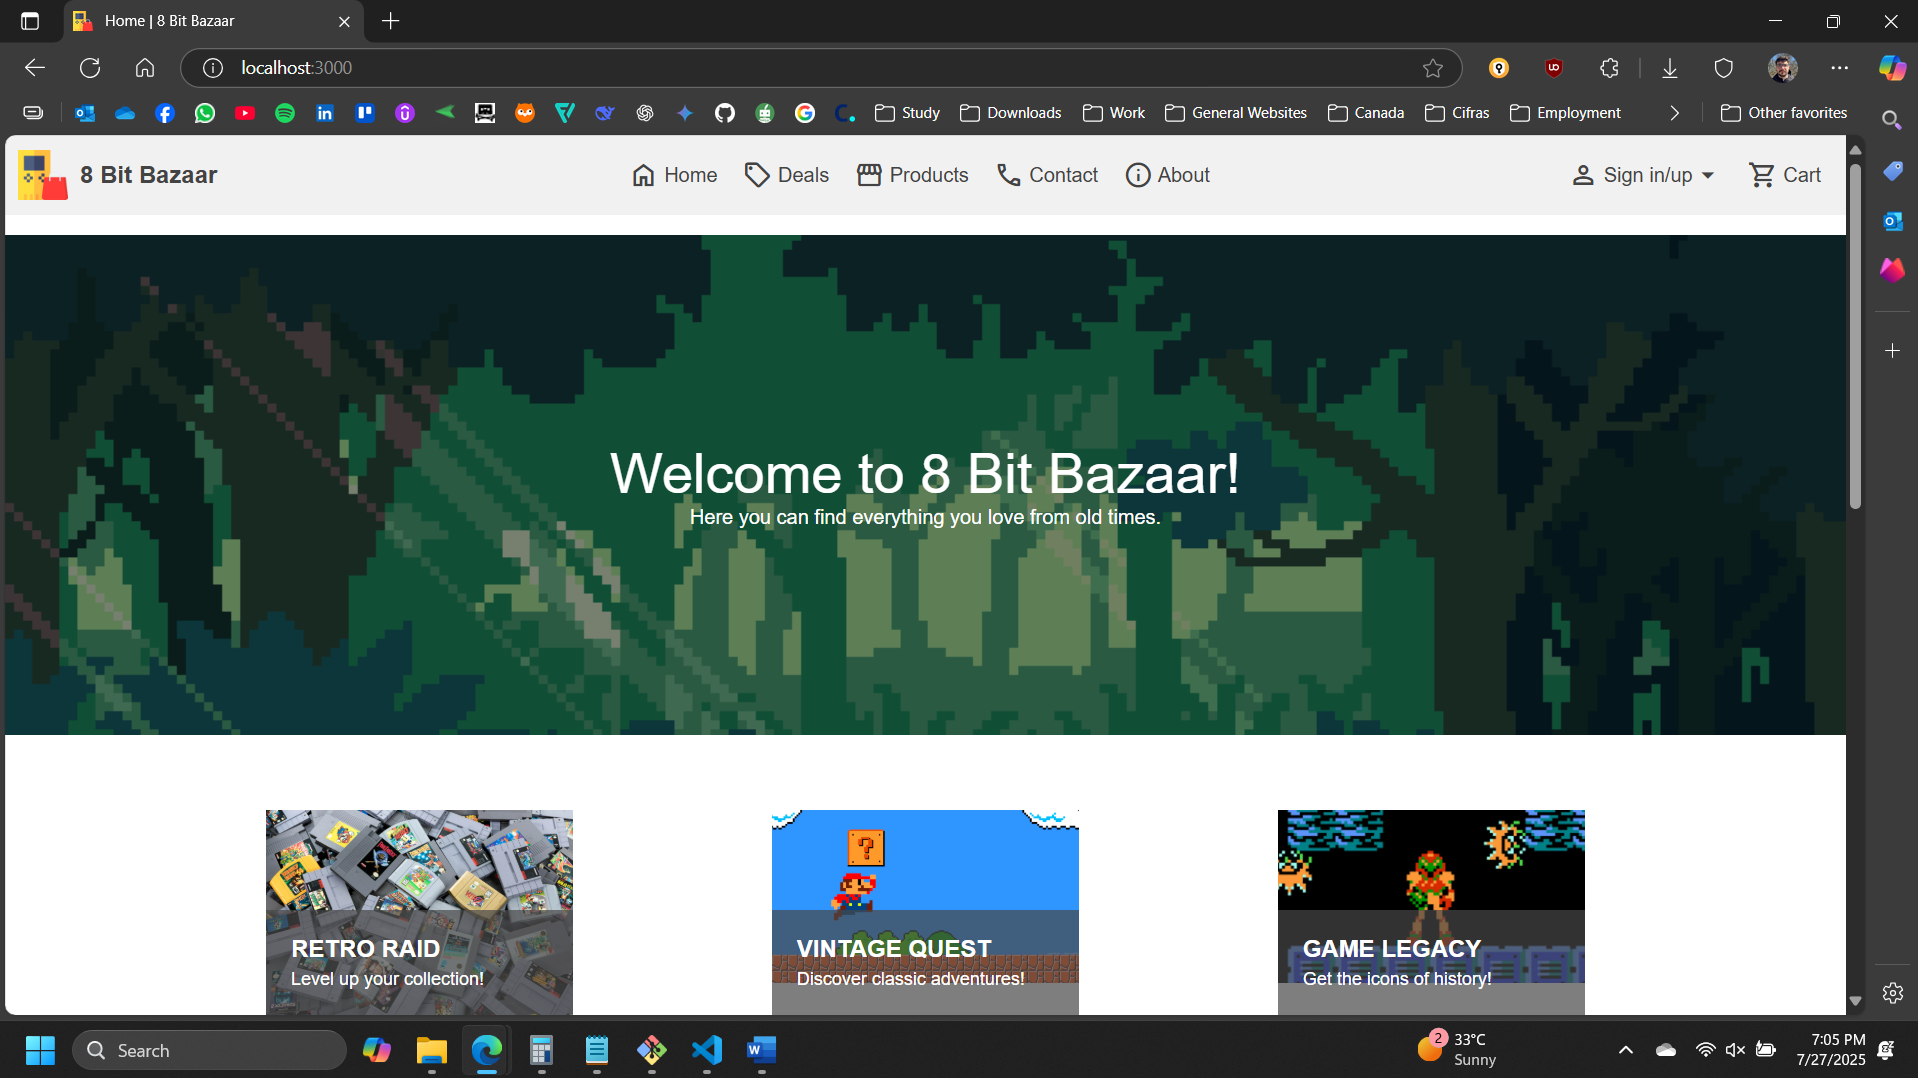 Home | 8 Bit Bazaar
localhost:3000
Study
Downloads
Work
General Websites
Canada
Cifras
Employment
Other favorites
8 Bit Bazaar
Home
Deals
Products
Contact
About
Sign in/up
Cart
Welcome to 8 Bit Bazaar!
Here you can find everything you love from old times.
RETRO RAID
Level up your collection!
VINTAGE QUEST
Discover classic adventures!
GAME LEGACY
Get the icons of history!
Search
2
33°C
Sunny
7:05 PM
7/27/2025